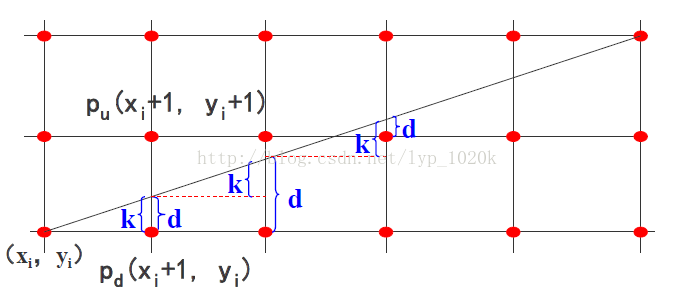 pu(xi+1, yi+1)
d
k
http://blog.csdn.net/lyp_1020k
k
d
k
d
(xi, yi)
pd(xi+1, yi)